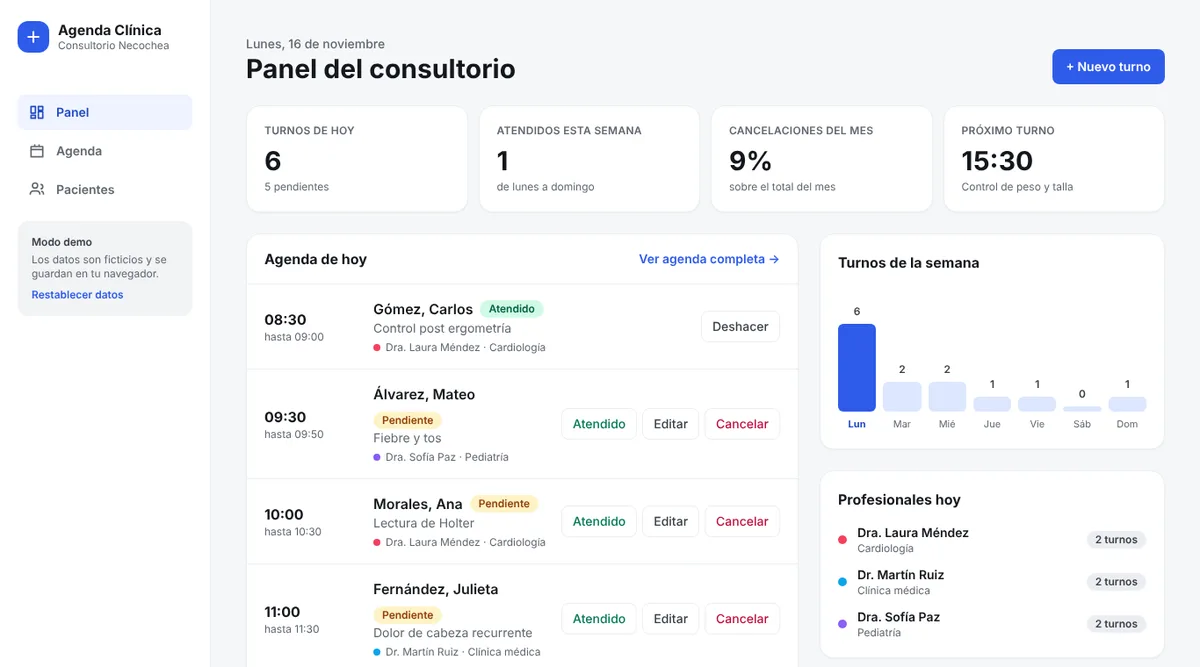 Agenda Clínica
Consultorio Necochea
Panel
Agenda
Pacientes
Modo demo
Los datos son ficticios y se
guardan en tu navegador.
Restablecer datos
Lunes, 16 de noviembre
Panel del consultorio
+ Nuevo turno
TURNOS DE HOY
6
5 pendientes
ATENDIDOS ESTA SEMANA
1
de lunes a domingo
CANCELACIONES DEL MES
9%
sobre el total del mes
PRÓXIMO TURNO
15:30
Control de peso y talla
Agenda de hoy
Ver agenda completa →
08:30
hasta 09:00
Gómez, Carlos Atendido
Control post ergometría
Dra. Laura Méndez · Cardiología
Deshacer
09:30
hasta 09:50
Álvarez, Mateo
Pendiente
Fiebre y tos
Dra. Sofía Paz · Pediatría
Atendido Editar Cancelar
10:00
hasta 10:30
Morales, Ana Pendiente
Lectura de Holter
Dra. Laura Méndez · Cardiología
Atendido Editar Cancelar
11:00
hasta 11:30
Fernández, Julieta
Pendiente
Dolor de cabeza recurrente
Dr. Martín Ruiz · Clínica médica
Atendido Editar Cancelar
Turnos de la semana
6 2 2 1 1 0 1
Lun Mar Mié Jue Vie Sáb Dom
Profesionales hoy
Dra. Laura Méndez
Cardiología
2 turnos
Dr. Martín Ruiz
Clínica médica
2 turnos
Dra. Sofía Paz
Pediatría
2 turnos